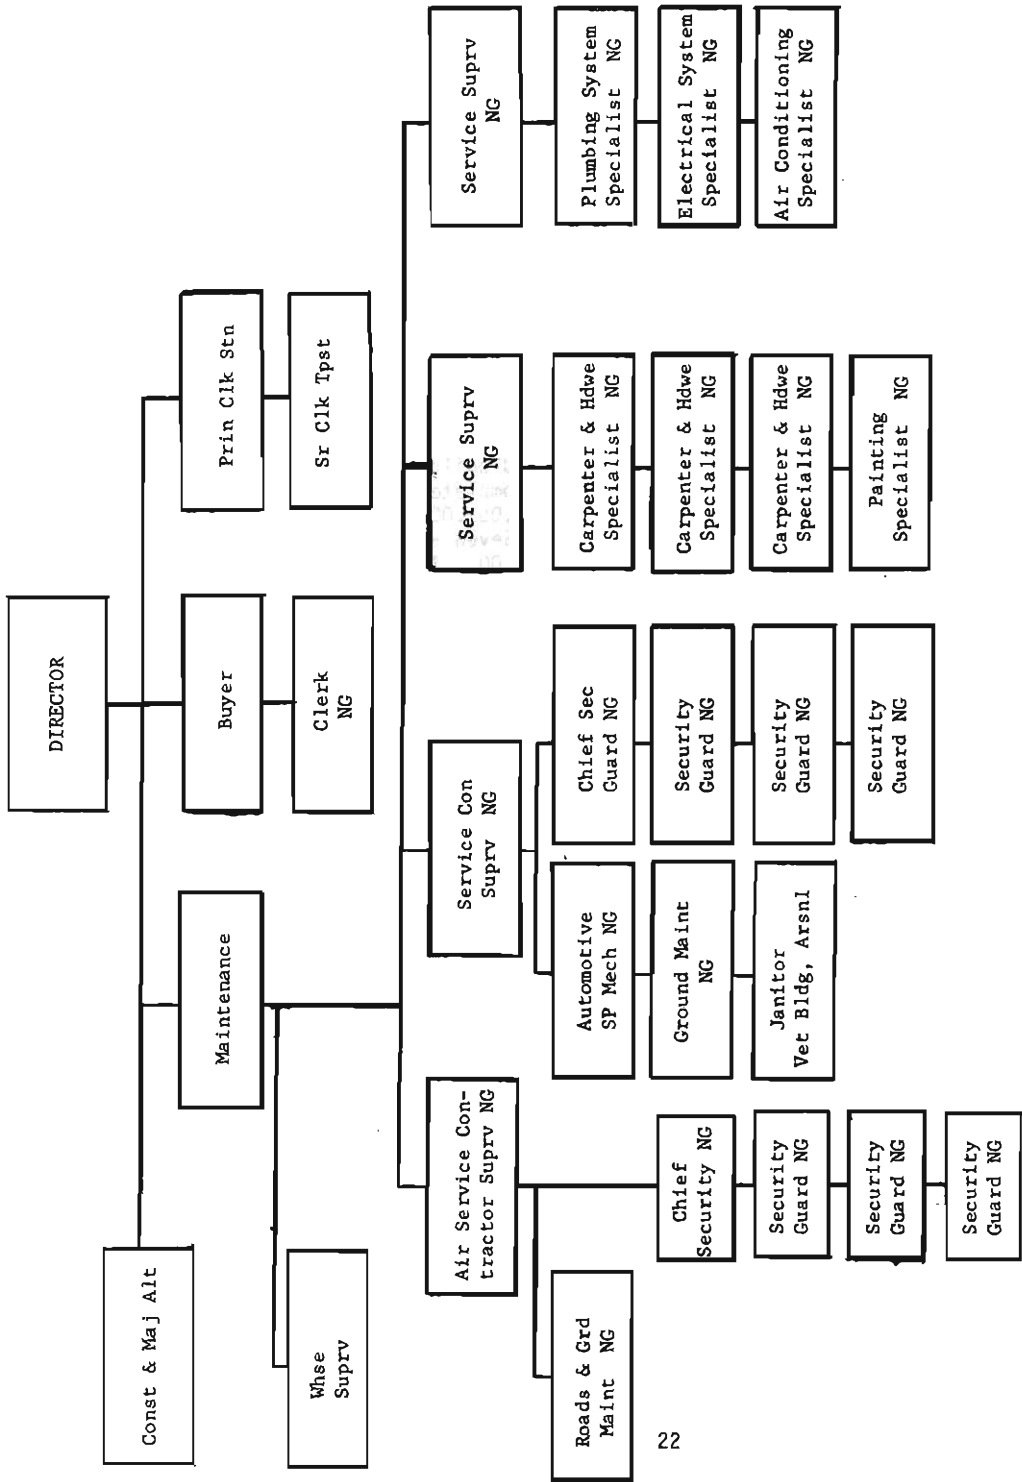 DIRECTOR
Const & Maj Alt
Maintenance
Buyer
Prin Clk Stn
Whse
Suprv
Clerk
NG
Sr Clk Tpst
Air Service Con-
tractor Suprv NG
Service Con
Suprv NG
Service Suprv
NG
Service Suprv
NG
Roads & Grd
Maint NG
Chief
Security NG
Security
Guard NG
Security
Guard NG
Security
Guard NG
Automotive
SP Mech NG
Ground Maint
NG
Janitor
Vet Bldg, Arsnl
Chief Sec
Guard NG
Security
Guard NG
Security
Guard NG
Security
Guard NG
Carpenter & Hdwe
Specialist NG
Carpenter & Hdwe
Specialist NG
Carpenter & Hdwe
Specialist NG
Painting
Specialist NG
Plumbing System
Specialist NG
Electrical System
Specialist NG
Air Conditioning
Specialist NG
22